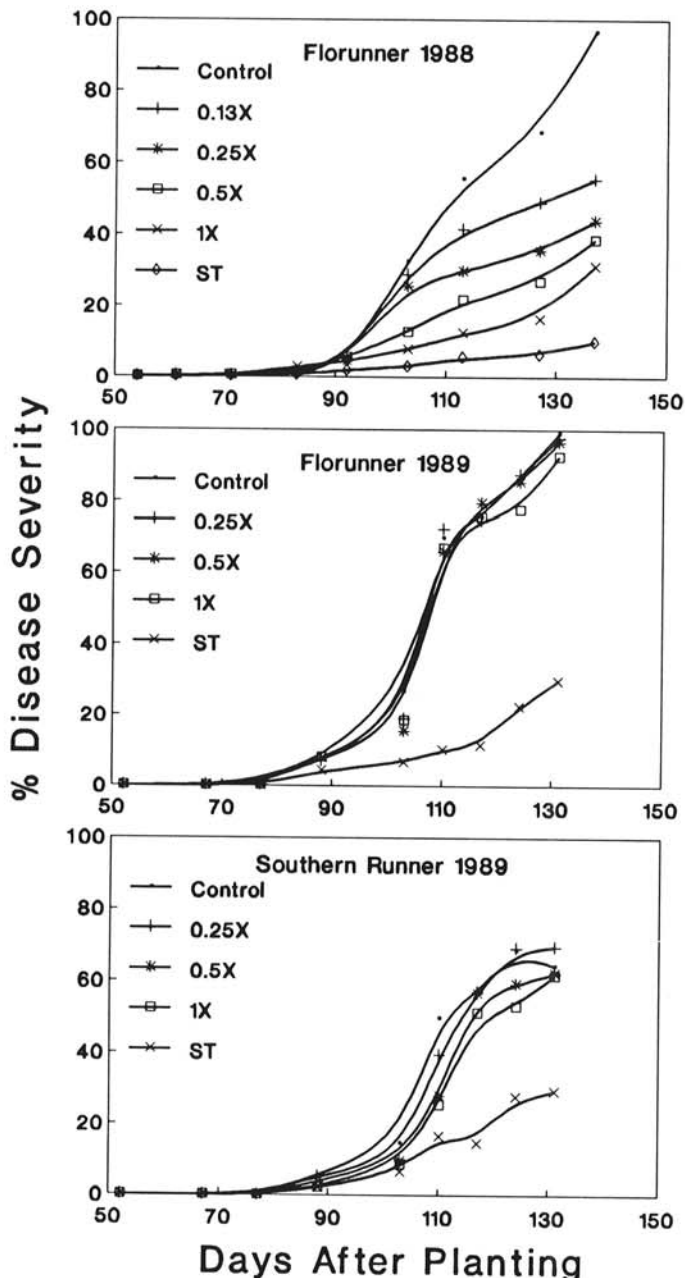 % Disease Severity
Florunner 1988
Control
0.13X
0.25X
0.5X
1X
ST
100
80
60
40
20
0
50 70 90 110 130 150
Florunner 1989
Control
0.25X
0.5X
1X
ST
100
80
60
40
20
0
50 70 90 110 130 150
Southern Runner 1989
Control
0.25X
0.5X
1X
ST
100
80
60
40
20
0
50 70 90 110 130 150
Days After Planting